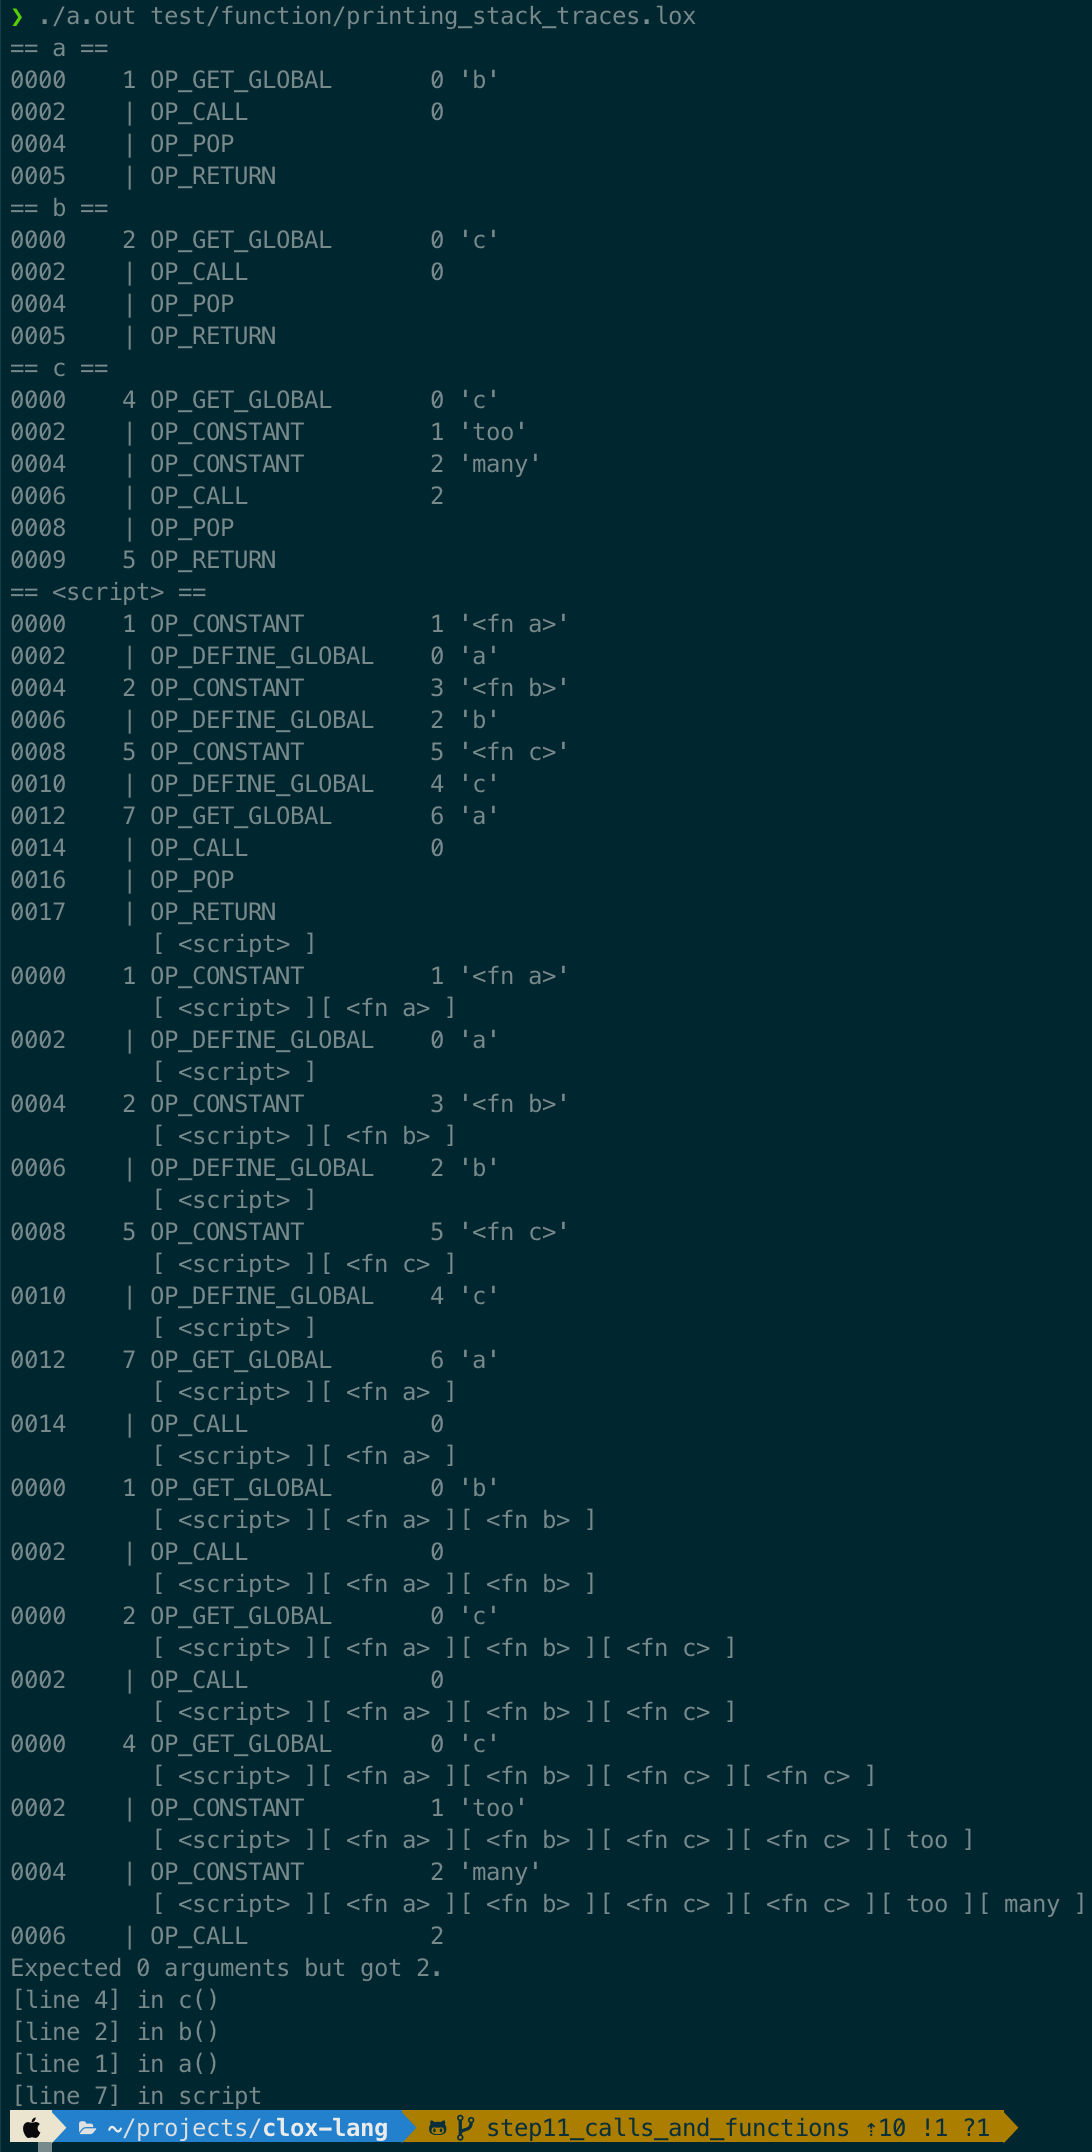 ❯ ./a.out test/function/printing_stack_traces.lox
== a ==
0000    1 OP_GET_GLOBAL       0 'b'
0002    | OP_CALL             0
0004    | OP_POP
0005    | OP_RETURN
== b ==
0000    2 OP_GET_GLOBAL       0 'c'
0002    | OP_CALL             0
0004    | OP_POP
0005    | OP_RETURN
== c ==
0000    4 OP_GET_GLOBAL       0 'c'
0002    | OP_CONSTANT         1 'too'
0004    | OP_CONSTANT         2 'many'
0006    | OP_CALL             2
0008    | OP_POP
0009    5 OP_RETURN
== <script> ==
0000    1 OP_CONSTANT         1 '<fn a>'
0002    | OP_DEFINE_GLOBAL    0 'a'
0004    2 OP_CONSTANT         3 '<fn b>'
0006    | OP_DEFINE_GLOBAL    2 'b'
0008    5 OP_CONSTANT         5 '<fn c>'
0010    | OP_DEFINE_GLOBAL    4 'c'
0012    7 OP_GET_GLOBAL       6 'a'
0014    | OP_CALL             0
0016    | OP_POP
0017    | OP_RETURN
          [ <script> ]
0000    1 OP_CONSTANT         1 '<fn a>'
          [ <script> ][ <fn a> ]
0002    | OP_DEFINE_GLOBAL    0 'a'
          [ <script> ]
0004    2 OP_CONSTANT         3 '<fn b>'
          [ <script> ][ <fn b> ]
0006    | OP_DEFINE_GLOBAL    2 'b'
          [ <script> ]
0008    5 OP_CONSTANT         5 '<fn c>'
          [ <script> ][ <fn c> ]
0010    | OP_DEFINE_GLOBAL    4 'c'
          [ <script> ]
0012    7 OP_GET_GLOBAL       6 'a'
          [ <script> ][ <fn a> ]
0014    | OP_CALL             0
          [ <script> ][ <fn a> ]
0000    1 OP_GET_GLOBAL       0 'b'
          [ <script> ][ <fn a> ][ <fn b> ]
0002    | OP_CALL             0
          [ <script> ][ <fn a> ][ <fn b> ]
0000    2 OP_GET_GLOBAL       0 'c'
          [ <script> ][ <fn a> ][ <fn b> ][ <fn c> ]
0002    | OP_CALL             0
          [ <script> ][ <fn a> ][ <fn b> ][ <fn c> ]
0000    4 OP_GET_GLOBAL       0 'c'
          [ <script> ][ <fn a> ][ <fn b> ][ <fn c> ][ <fn c> ]
0002    | OP_CONSTANT         1 'too'
          [ <script> ][ <fn a> ][ <fn b> ][ <fn c> ][ <fn c> ][ too ]
0004    | OP_CONSTANT         2 'many'
          [ <script> ][ <fn a> ][ <fn b> ][ <fn c> ][ <fn c> ][ too ][ many ]
0006    | OP_CALL             2
Expected 0 arguments but got 2.
[line 4] in c()
[line 2] in b()
[line 1] in a()
[line 7] in script
~/projects/clox-lang step11_calls_and_functions ⇡10 !1 ?1